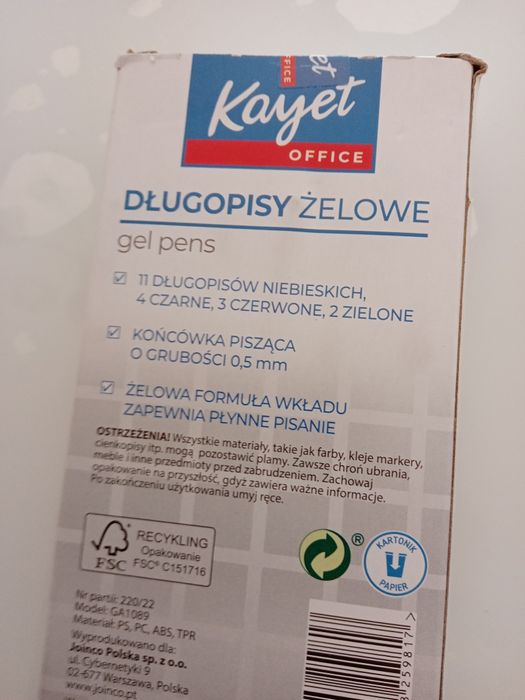 OFFICE
et
Kayet
OFFICE
DŁUGOPISY ŻELOWE
gel pens
11 DŁUGOPISÓW NIEBIESKICH,
4 CZARNE, 3 CZERWONE, 2 ZIELONE
KOŃCÓWKA PISZĄCA
O GRUBOŚCI 0,5 mm
ŻELOWA FORMUŁA WKŁADU
ZAPEWNIA PŁYNNE PISANIE
OSTRZEŻENIA! Wszystkie materiały, takie jak farby, kleje markery,
cienkopisy itp. mogą pozostawić plamy. Zawsze chroń ubrania,
meble i inne przedmioty przed zabrudzeniem. Zachowaj
opakowanie na przyszłość, gdyż zawiera ważne informacje.
Po zakończeniu użytkowania umyj ręce.
FSC
RECYKLING
Opakowanie
FSC® C151716
®
KARTONIK
PAPIER
Nr partii: 220/22
Model: GA1089
Materiał: PS, PC, ABS, TPR
Wyprodukowano dla:
Joinco Polska sp. z o.o.
ul. Cybernetyki 9
02-677 Warszawa, Polska
www.joinco.pl
259817 >